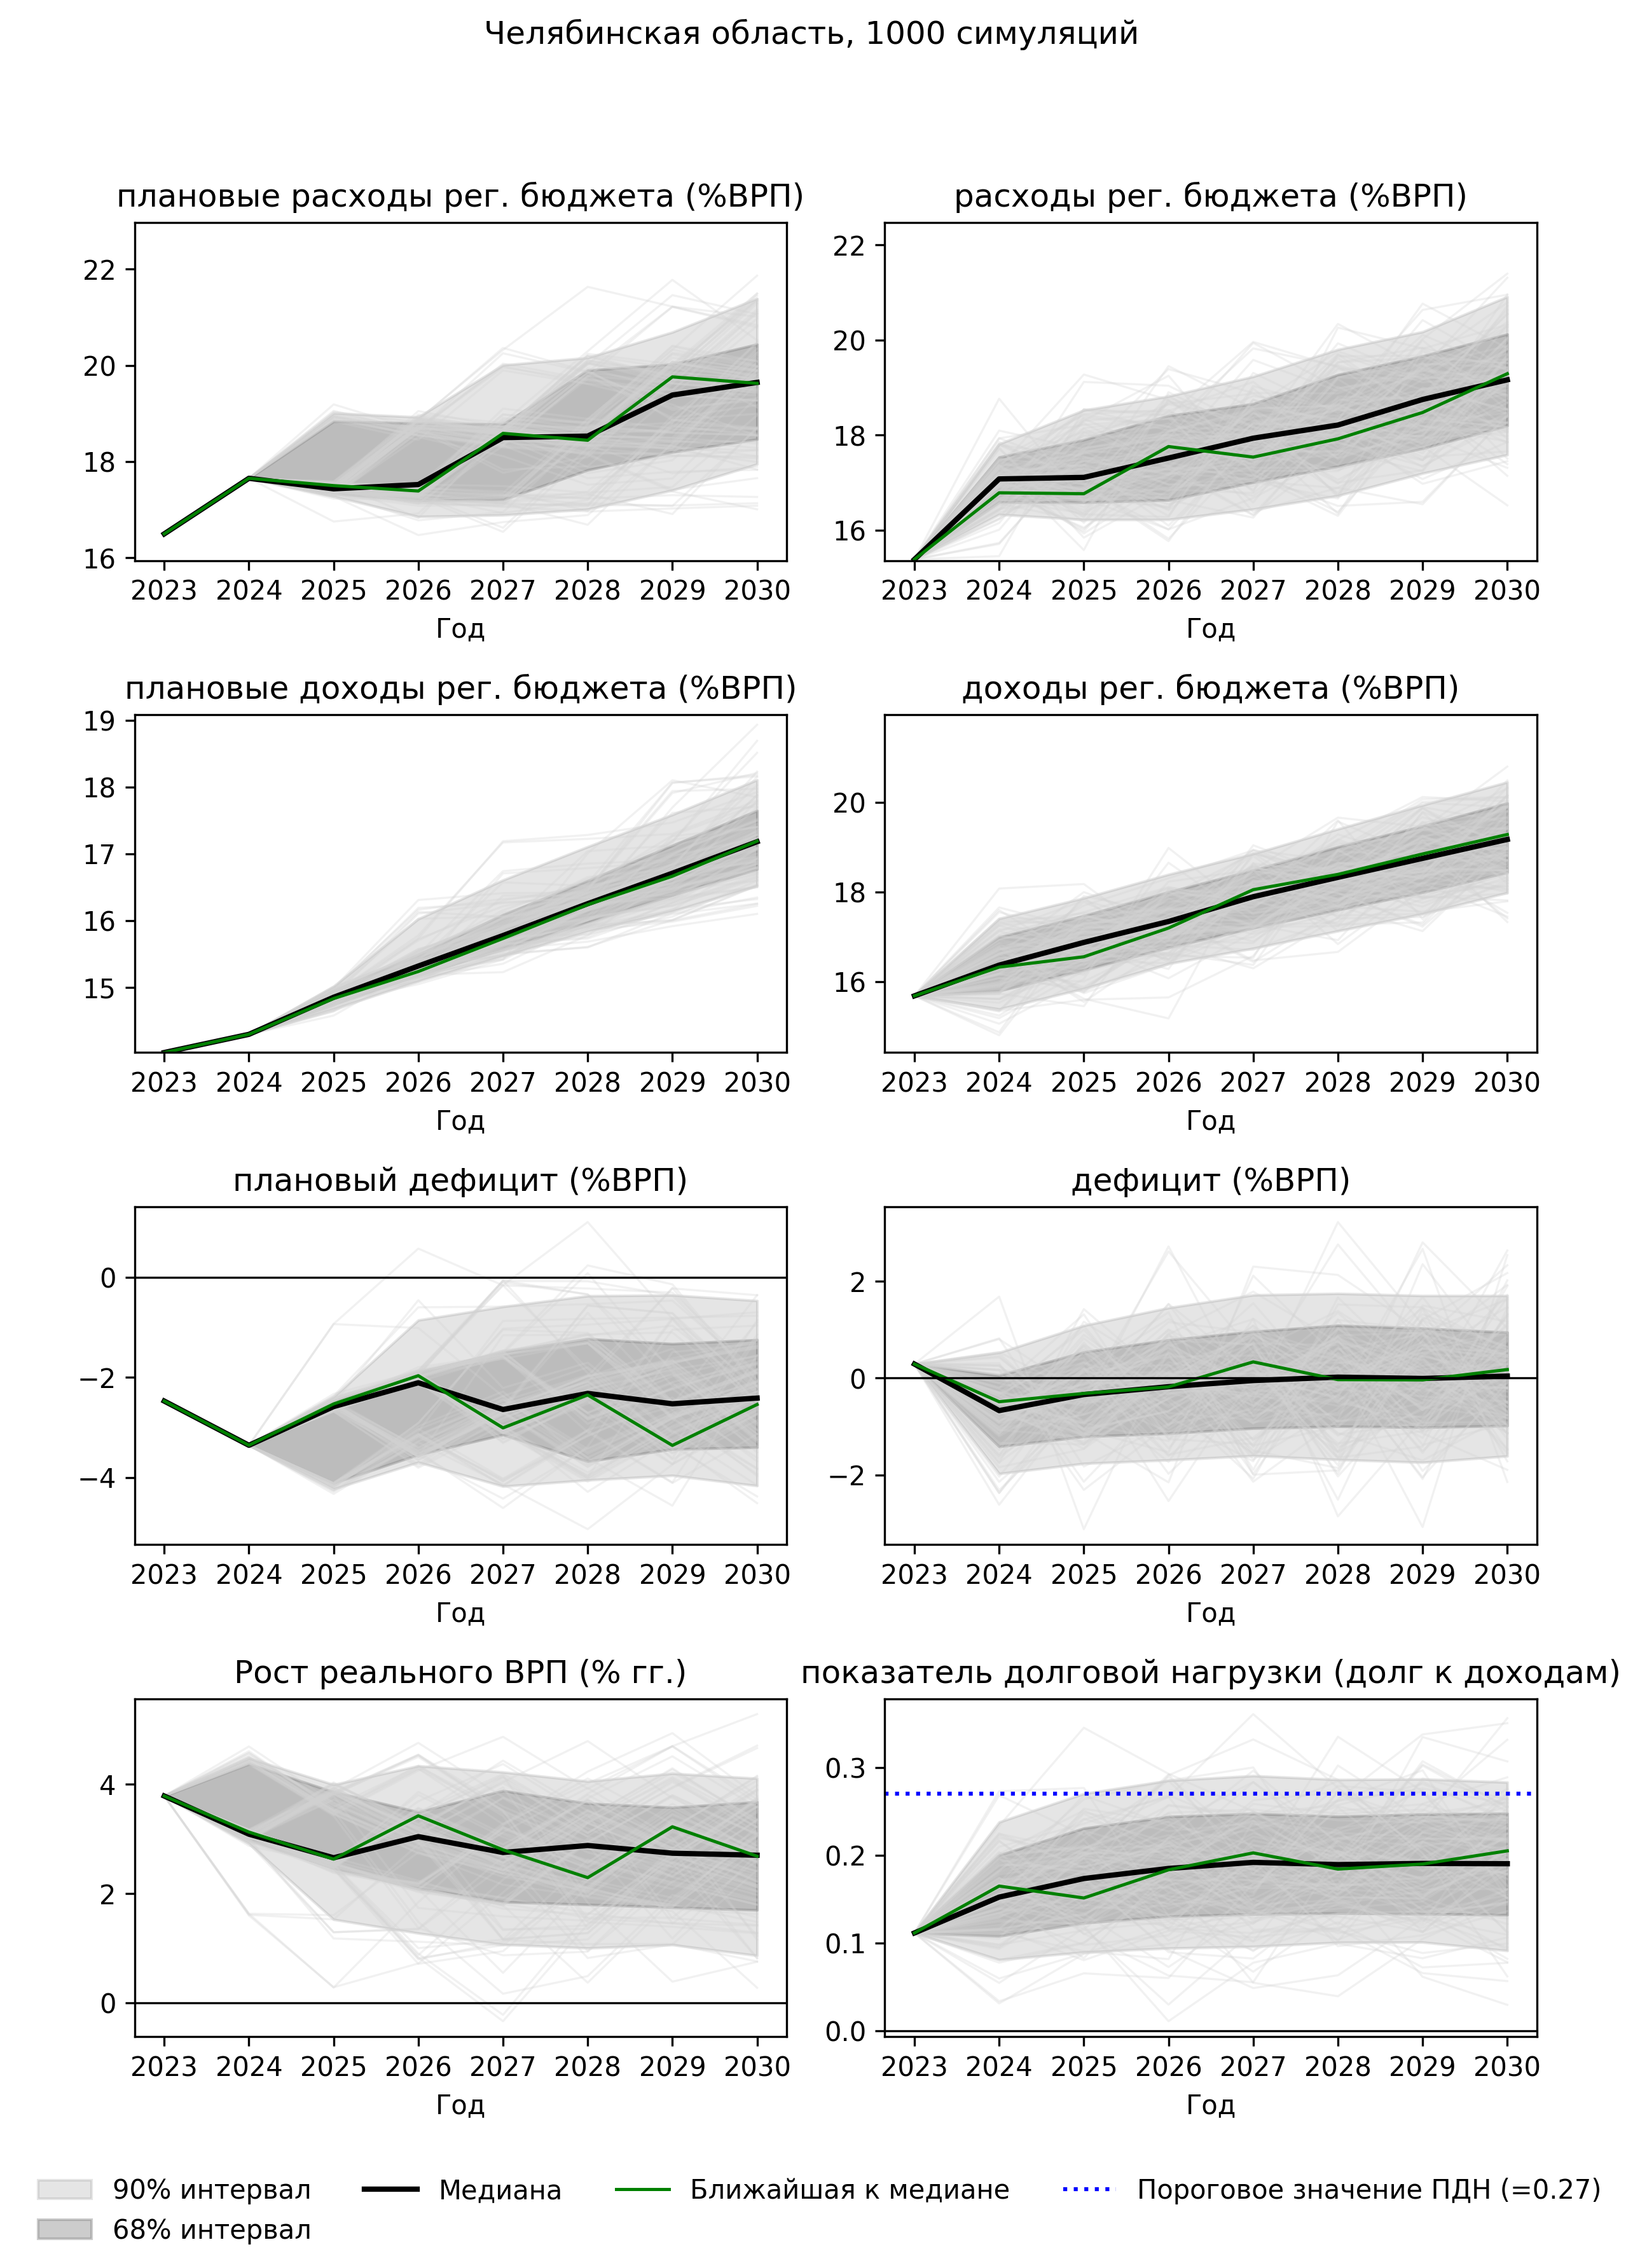 Челябинская область, 1000 симуляций
плановые расходы рег. бюджета (%ВРП)
22
20
18
16
2023 2024 2025 2026 2027 2028 2029 2030
Год
расходы рег. бюджета (%ВРП)
22
20
18
16
2023 2024 2025 2026 2027 2028 2029 2030
Год
плановые доходы рег. бюджета (%ВРП)
19
18
17
16
15
2023 2024 2025 2026 2027 2028 2029 2030
Год
доходы рег. бюджета (%ВРП)
20
18
16
2023 2024 2025 2026 2027 2028 2029 2030
Год
плановый дефицит (%ВРП)
0
−2
−4
2023 2024 2025 2026 2027 2028 2029 2030
Год
дефицит (%ВРП)
2
0
−2
2023 2024 2025 2026 2027 2028 2029 2030
Год
Рост реального ВРП (% гг.)
4
2
0
2023 2024 2025 2026 2027 2028 2029 2030
Год
показатель долговой нагрузки (долг к доходам)
0.3
0.2
0.1
0.0
2023 2024 2025 2026 2027 2028 2029 2030
Год
90% интервал
68% интервал
Медиана
Ближайшая к медиане
Пороговое значение ПДН (=0.27)